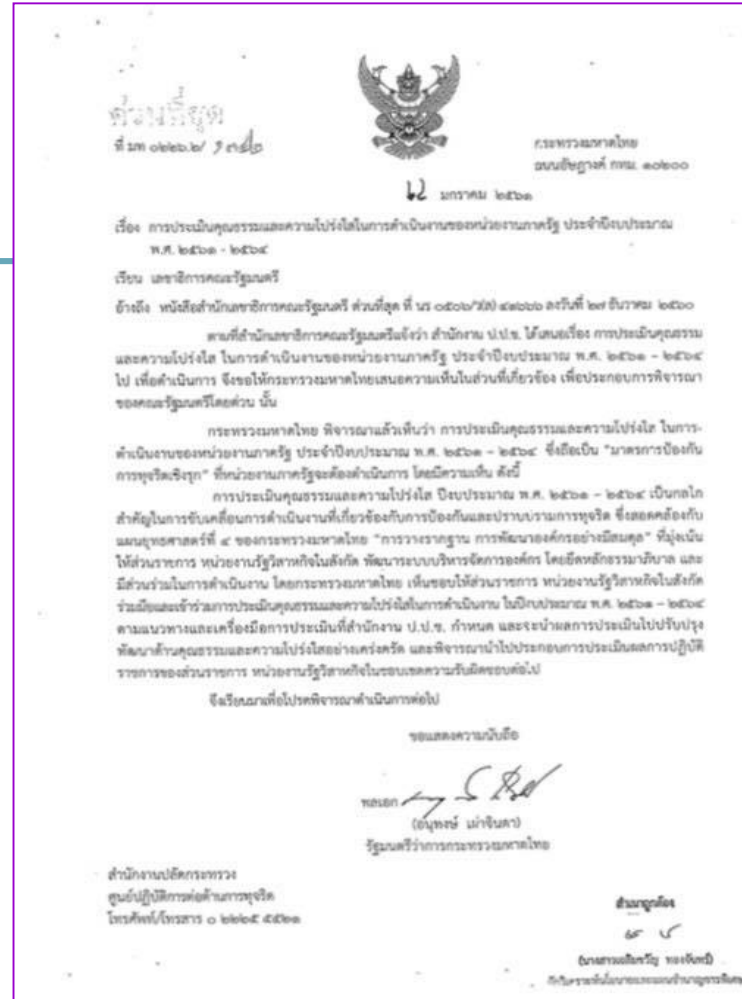 ด่วนที่สุด
ที่ มท ๐๒๒๖.๒/
กระทรวงมหาดไทย
ถนนอัษฎางค์ กทม. ๑๐๒๐๐
มกราคม ๒๕๖๑
เรื่อง การประเมินคุณธรรมและความโปร่งใสในการดำเนินงานของหน่วยงานภาครัฐ ประจำปีงบประมาณ
พ.ศ. ๒๕๖๑ - ๒๕๖๔
เรียน เลขาธิการคณะรัฐมนตรี
อ้างถึง หนังสือสำนักเลขาธิการคณะรัฐมนตรี ด่วนที่สุด ที่ นร ๐๕๐๖/ว(ล) ลงวันที่ ๒๗ ธันวาคม ๒๕๖๐
ตามที่สำนักเลขาธิการคณะรัฐมนตรีแจ้งว่า สำนักงาน ป.ป.ช. ได้เสนอเรื่อง การประเมินคุณธรรม
และความโปร่งใส ในการดำเนินงานของหน่วยงานภาครัฐ ประจำปีงบประมาณ พ.ศ. ๒๕๖๑ – ๒๕๖๔
ไป เพื่อดำเนินการ จึงขอให้กระทรวงมหาดไทยเสนอความเห็นในส่วนที่เกี่ยวข้อง เพื่อประกอบการพิจารณา
ของคณะรัฐมนตรีโดยด่วน นั้น
กระทรวงมหาดไทย พิจารณาแล้วเห็นว่า การประเมินคุณธรรมและความโปร่งใส ในการ-
ดำเนินงานของหน่วยงานภาครัฐ ประจำปีงบประมาณ พ.ศ. ๒๕๖๑ – ๒๕๖๔ ซึ่งถือเป็น "มาตรการป้องกัน
การทุจริตเชิงรุก" ที่หน่วยงานภาครัฐจะต้องดำเนินการ โดยมีความเห็น ดังนี้
การประเมินคุณธรรมและความโปร่งใส ปีงบประมาณ พ.ศ. ๒๕๖๑ – ๒๕๖๔ เป็นกลไก
สำคัญในการขับเคลื่อนการดำเนินงานที่เกี่ยวข้องกับการป้องกันและปราบปรามการทุจริต ซึ่งสอดคล้องกับ
แผนยุทธศาสตร์ที่ ๔ ของกระทรวงมหาดไทย "การวางรากฐาน การพัฒนาองค์กรอย่างมีสมดุล" ที่มุ่งเน้น
ให้ส่วนราชการ หน่วยงานรัฐวิสาหกิจในสังกัด พัฒนาระบบบริหารจัดการองค์กร โดยยึดหลักธรรมาภิบาล และ
มีส่วนร่วมในการดำเนินงาน โดยกระทรวงมหาดไทย เห็นชอบให้ส่วนราชการ หน่วยงานรัฐวิสาหกิจในสังกัด
ร่วมมือและเข้าร่วมการประเมินคุณธรรมและความโปร่งใสในการดำเนินงาน ในปีงบประมาณ พ.ศ. ๒๕๖๑ – ๒๕๖๔
ตามแนวทางและเครื่องมือการประเมินที่สำนักงาน ป.ป.ช. กำหนด และจะนำผลการประเมินไปปรับปรุง
พัฒนาด้านคุณธรรมและความโปร่งใสอย่างเคร่งครัด และพิจารณานำไปประกอบการประเมินผลการปฏิบัติ
ราชการของส่วนราชการ หน่วยงานรัฐวิสาหกิจในขอบเขตความรับผิดชอบต่อไป
จึงเรียนมาเพื่อโปรดพิจารณาดำเนินการต่อไป
ขอแสดงความนับถือ
พลเอก
(อนุพงษ์ เผ่าจินดา)
รัฐมนตรีว่าการกระทรวงมหาดไทย
สำนักงานปลัดกระทรวง
ศูนย์ปฏิบัติการต่อต้านการทุจริต
โทรศัพท์/โทรสาร ๐ ๒๒๒๕ ๕๕๒๑
สำเนาถูกต้อง
ทองจันทร์)
นักวิเคราะห์นโยบายและแผนชำนาญการพิเศษ